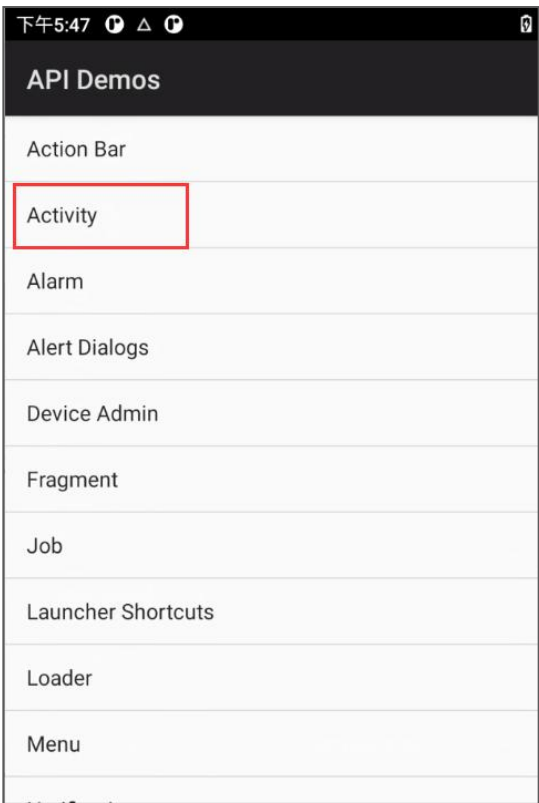 下午5:47
API Demos
Action Bar
Activity
Alarm
Alert Dialogs
Device Admin
Fragment
Job
Launcher Shortcuts
Loader
Menu